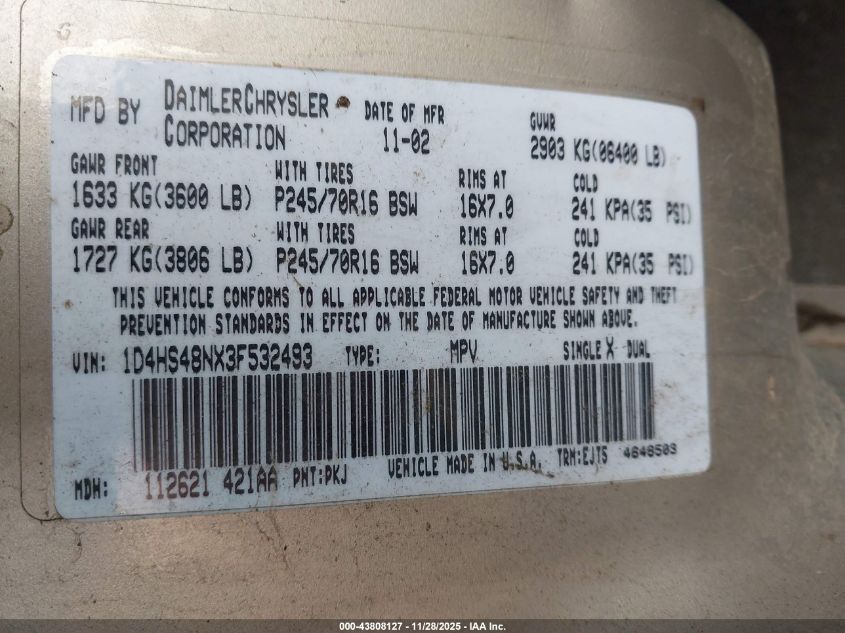 MFD BY DAIMLERCHRYSLER CORPORATION DATE OF MFR 11-02 GVWR 2903 KG(06400 LB)
GAWR FRONT WITH TIRES RIMS AT COLD
1633 KG(3600 LB) P245/70R16 BSW 16X7.0 241 KPA(35 PSI)
GAWR REAR WITH TIRES RIMS AT COLD
1727 KG(3806 LB) P245/70R16 BSW 16X7.0 241 KPA(35 PSI)
THIS VEHICLE CONFORMS TO ALL APPLICABLE FEDERAL MOTOR VEHICLE SAFETY AND THEFT
PREVENTION STANDARDS IN EFFECT ON THE DATE OF MANUFACTURE SHOWN ABOVE.
VIN: 1D4HS48NX3F532493 TYPE: MPV SINGLE X DUAL
MDH: 112621 421AA PNT:PKJ VEHICLE MADE IN U.S.A. TRM:EJT5 4648503
000-43808127 - 11/28/2025 - IAA Inc.